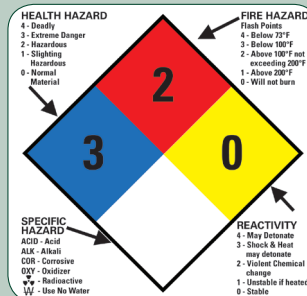 HEALTH HAZARD
4 - Deadly
3 - Extreme Danger
2 - Hazardous
1 - Slighting
Hazardous
0 - Normal
Material
FIRE HAZARD
Flash Points
4 - Below 73°F
3 - Below 100°F
2 - Above 100°F not
exceeding 200°F
1 - Above 200°F
0 - Will not burn
2
3
0
SPECIFIC
HAZARD
ACID - Acid
ALK - Alkali
COR - Corrosive
OXY - Oxidizer
☢ - Radioactive
W - Use No Water
REACTIVITY
4 - May Detonate
3 - Shock & Heat
may detonate
2 - Violent Chemical
change
1 - Unstable if heated
0 - Stable